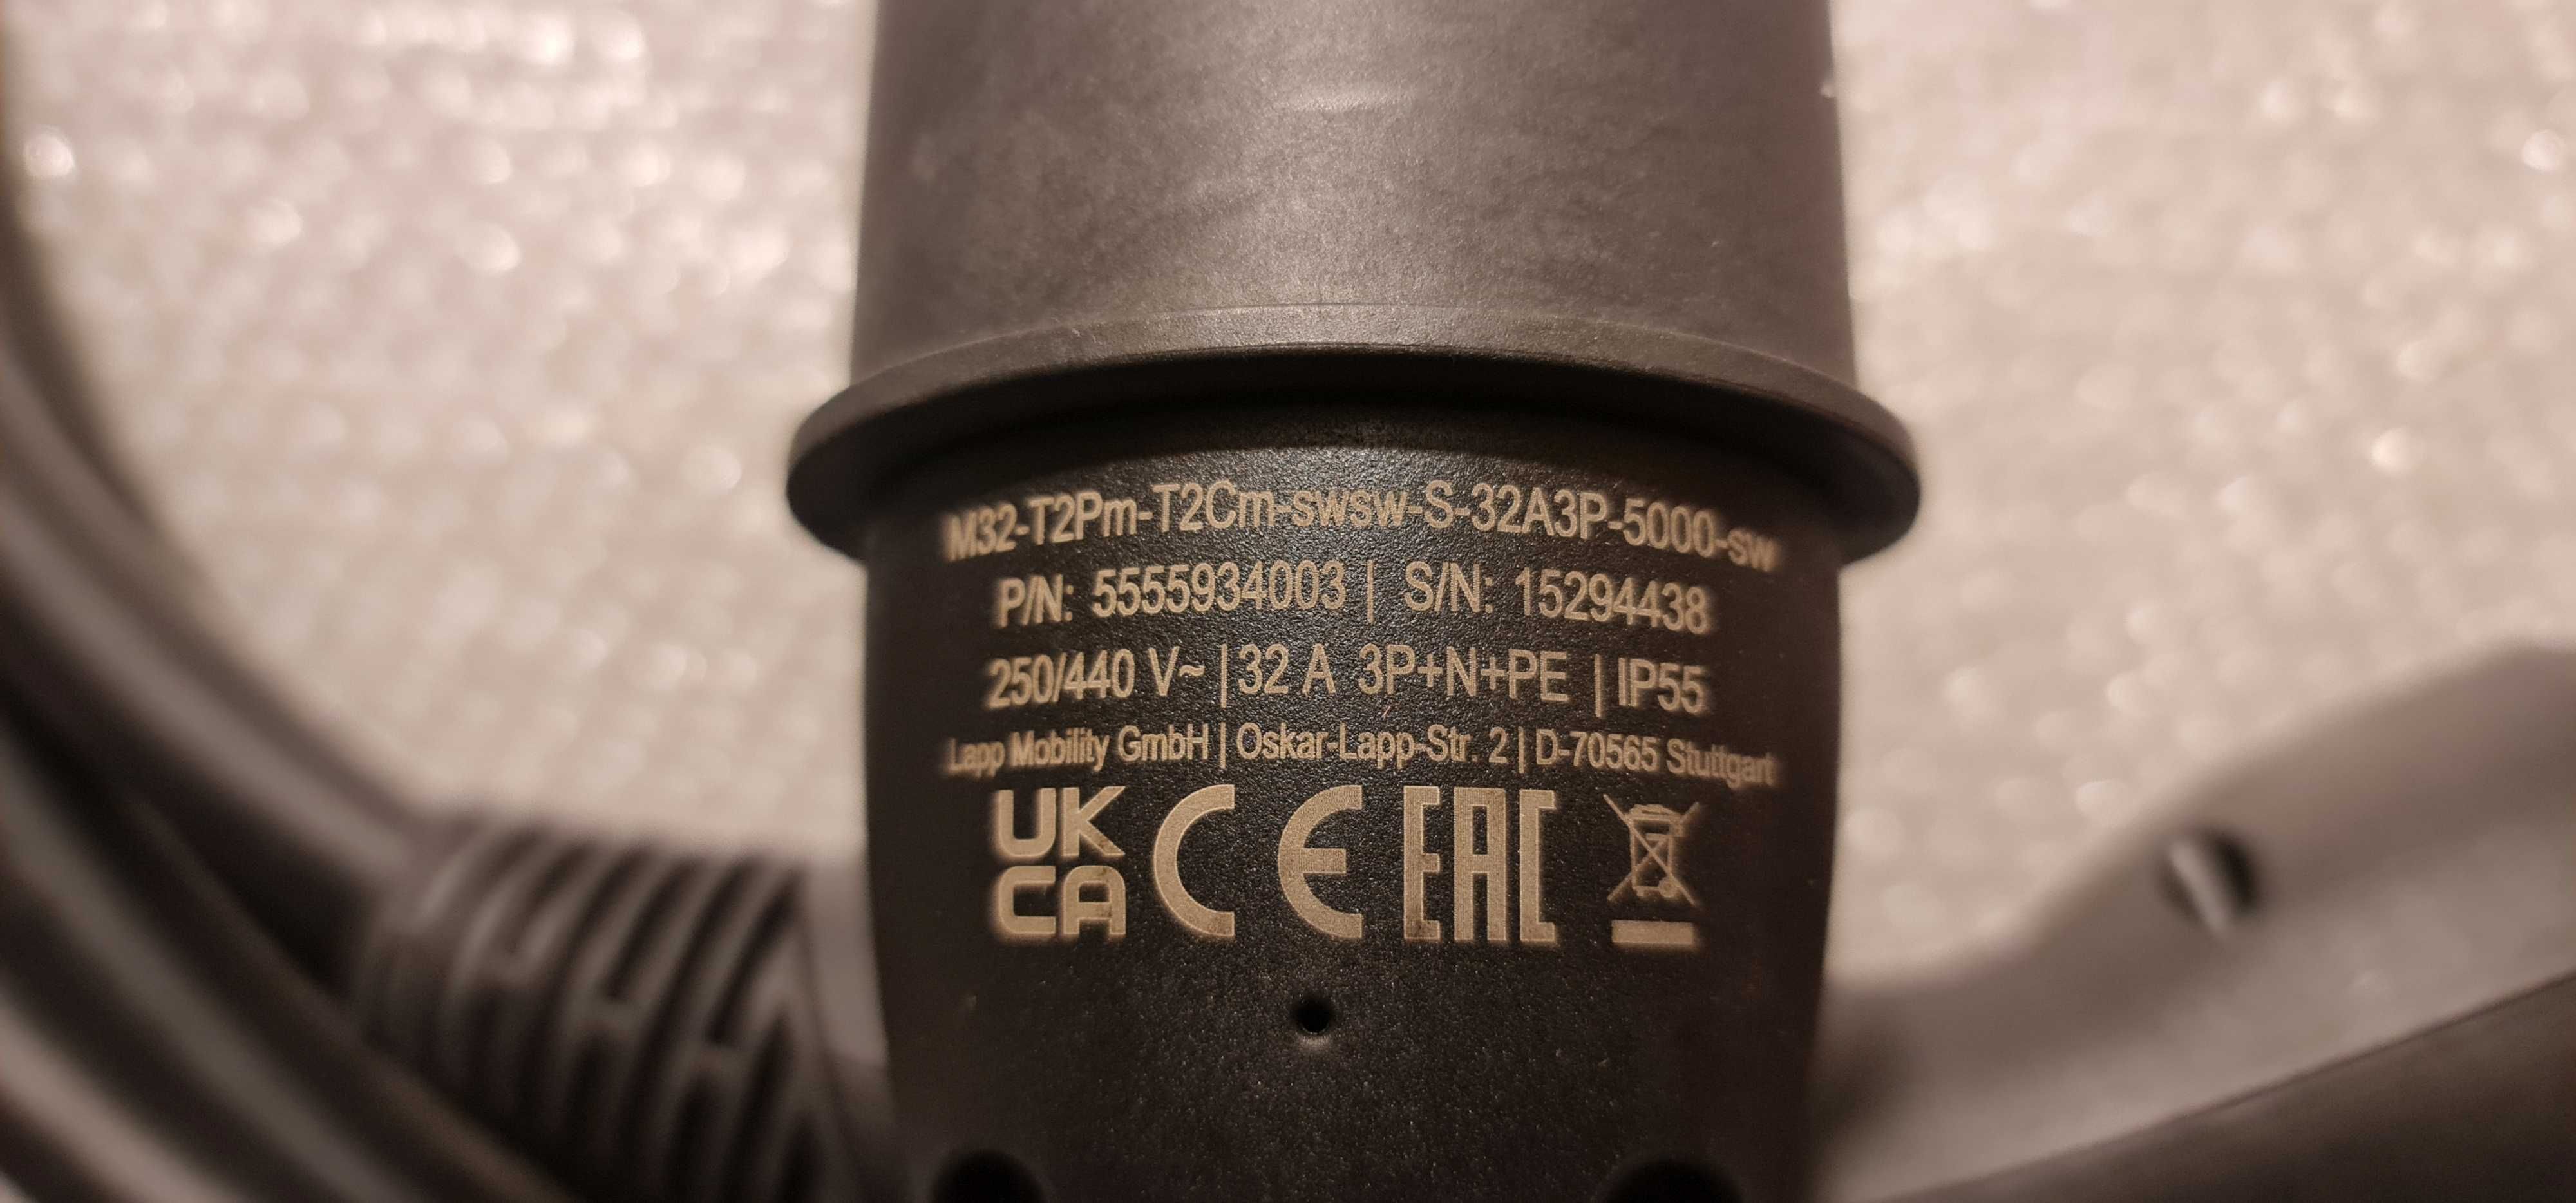 M32-T2Pm-T2Cm-swsw-S-32A3P-5000-sw
P/N: 5555934003 | S/N: 15294438
250/440 V~ | 32 A 3P+N+PE | IP55
Lapp Mobility GmbH | Oskar-Lapp-Str. 2 | D-70565 Stuttgart
UK CE EAC
CA